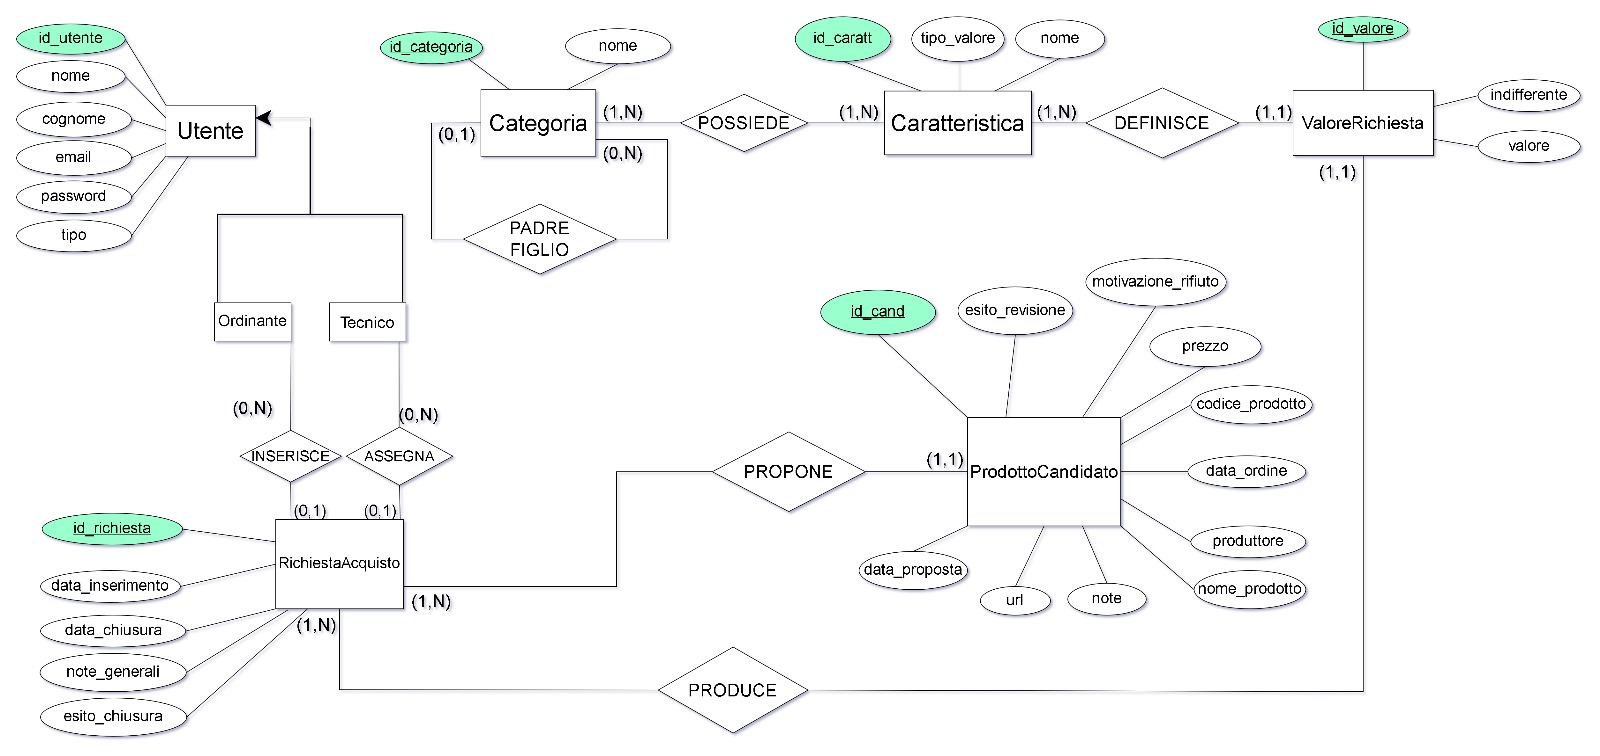 id_utente
nome
cognome
email
password
tipo
Utente
Ordinante
Tecnico
(0,N)
(0,N)
INSERISCE
ASSEGNA
(0,1)
(0,1)
id_richiesta
data_inserimento
data_chiusura
note_generali
esito_chiusura
RichiestaAcquisto
(1,N)
(1,N)
id_categoria
nome
Categoria
(0,1)
(1,N)
(0,N)
PADRE
FIGLIO
POSSIEDE
(1,N)
id_caratt
tipo_valore
nome
Caratteristica
(1,N)
DEFINISCE
(1,1)
id_valore
ValoreRichiesta
indifferente
valore
(1,1)
PROPONE
(1,1)
id_cand
esito_revisione
motivazione_rifiuto
prezzo
codice_prodotto
ProdottoCandidato
data_ordine
produttore
nome_prodotto
data_proposta
url
note
PRODUCE